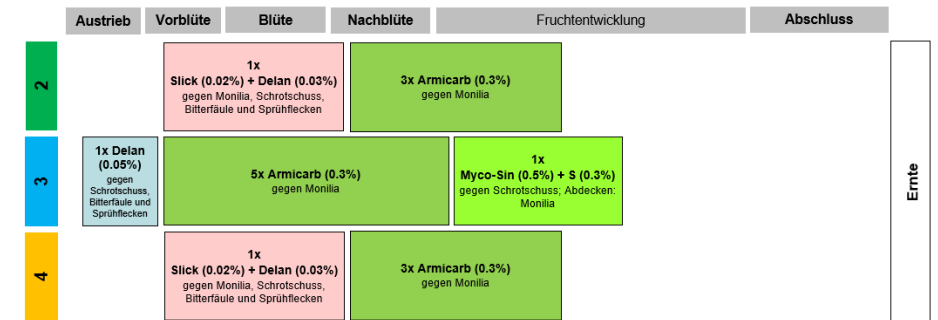 Austrieb
Vorblüte
Blüte
Nachblüte
Fruchtentwicklung
Abschluss
2
1x
Slick (0.02%) + Delan (0.03%)
gegen Monilia, Schrotschuss,
Bitterfäule und Sprühflecken
3x Armicarb (0.3%)
gegen Monilia
3
1x Delan
(0.05%)
gegen
Schrotschuss,
Bitterfäule und
Sprühflecken
5x Armicarb (0.3%)
gegen Monilia
1x
Myco-Sin (0.5%) + S (0.3%)
gegen Schrotschuss; Abdecken:
Monilia
4
1x
Slick (0.02%) + Delan (0.03%)
gegen Monilia, Schrotschuss,
Bitterfäule und Sprühflecken
3x Armicarb (0.3%)
gegen Monilia
Ernte